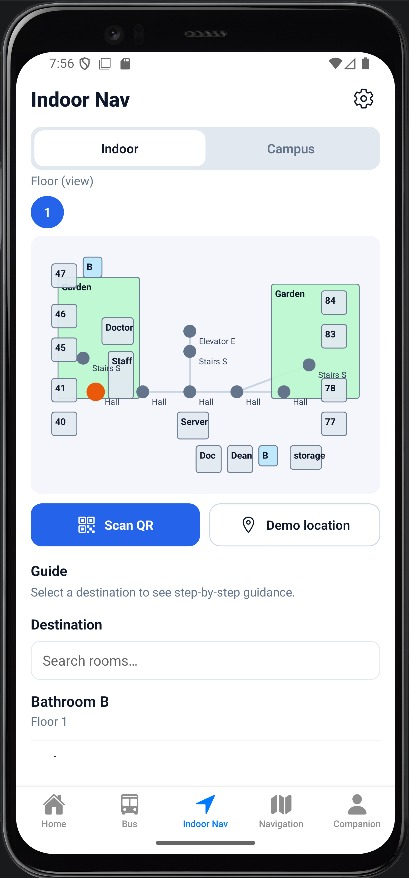 7:56
Indoor Nav
Indoor
Campus
Floor (view)
1
47
B
Garden
Garden
84
46
Doctor
83
Elevator E
45
Staff
Stairs S
Stairs S
Stairs S
41
78
Hall
Hall
Hall
Hall
Hall
40
Server
77
Doc
Dean
B
storage
Scan QR
Demo location
Guide
Select a destination to see step-by-step guidance.
Destination
Search rooms...
Bathroom B
Floor 1
Home
Bus
Indoor Nav
Navigation
Companion